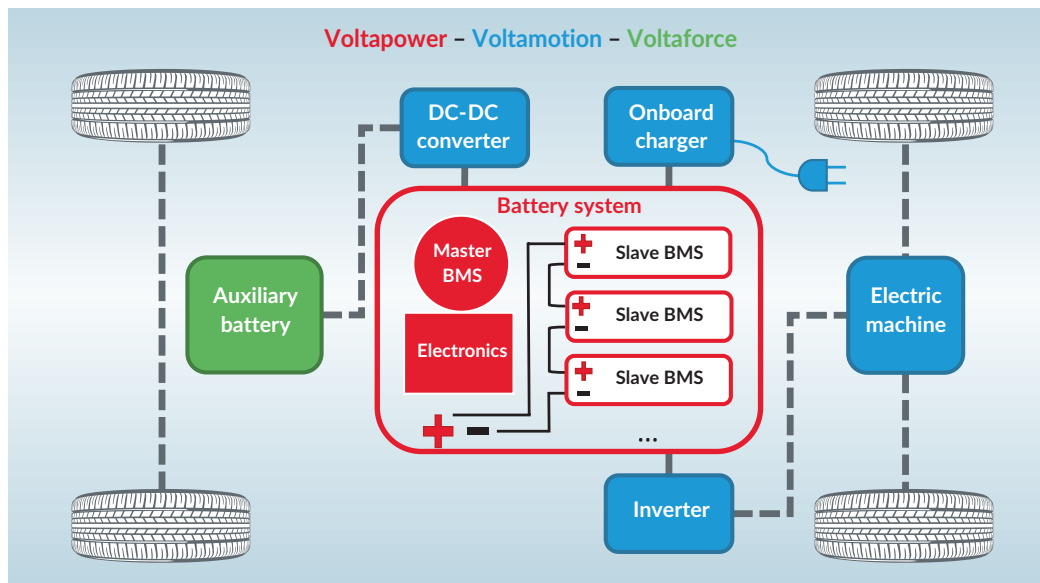 Voltapower – Voltamotion – Voltaforce
DC-DC
converter
Onboard
charger
Battery system
Master
BMS
Slave BMS
Auxiliary
battery
Slave BMS
Electric
machine
Electronics
Slave BMS
...
Inverter